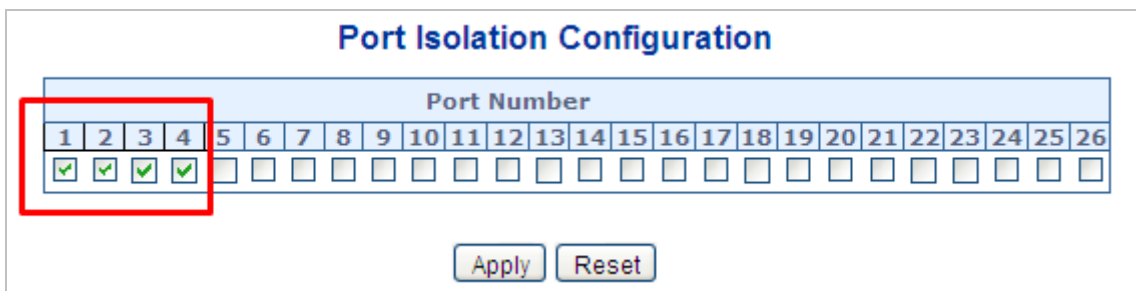 Port Isolation Configuration
Port Number
1 2 3 4 5 6 7 8 9 10 11 12 13 14 15 16 17 18 19 20 21 22 23 24 25 26
Apply Reset